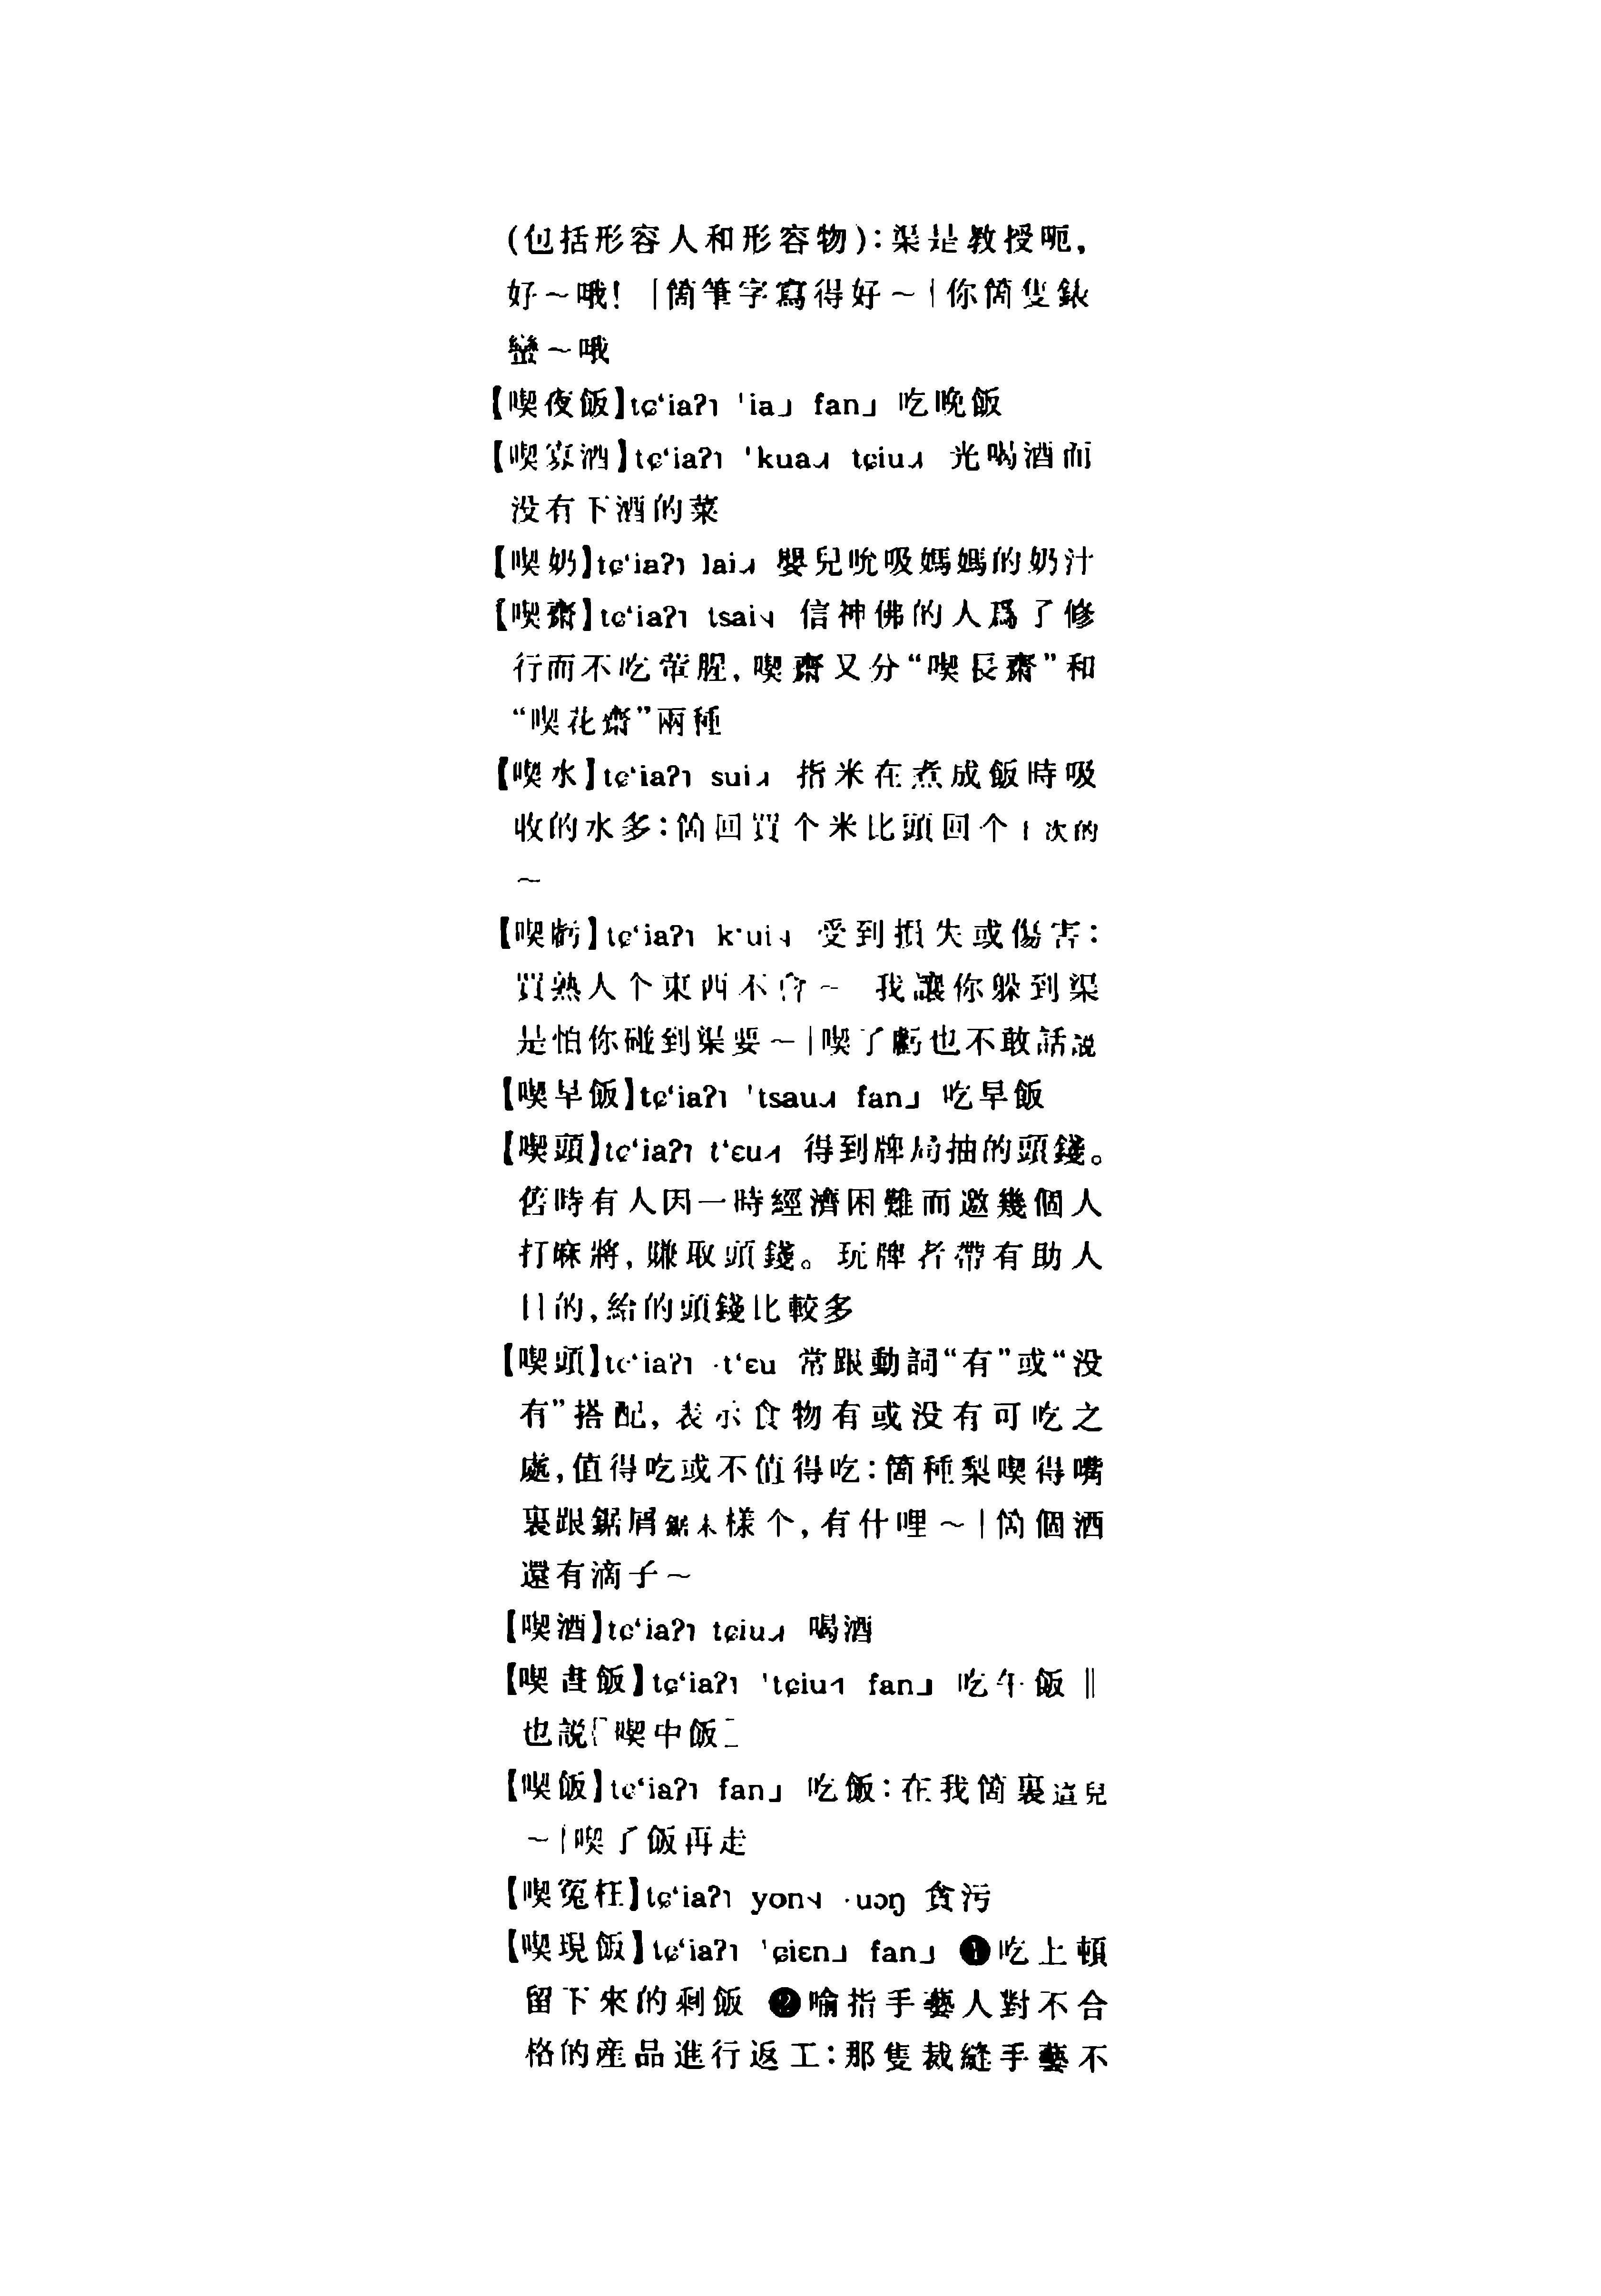 (包括形容人和形容物):渠是教授呃,
好～哦!｜箇筆字寫得好～｜你箇隻錶
蠻～哦
【喫夜飯】tɕ‘iaʔ˥ ˈia˩ fan˩ 吃晚飯
【喫寡酒】tɕ‘iaʔ˥ ˈkua˨ tɕiu˨ 光喝酒而
没有下酒的菜
【喫奶】tɕ‘iaʔ˥ lai˨ 嬰兒吮吸媽媽的奶汁
【喫齋】tɕ‘iaʔ˥ tsai 信神佛的人爲了修
行而不吃葷腥,喫齋又分“喫長齋”和
“喫花齋”兩種
【喫水】tɕ‘iaʔ˥ sui˨ 指米在煮成飯時吸
收的水多:箇回買个米比頭回个上次的
～
【喫虧】tɕ‘iaʔ˥ k‘ui 受到損失或傷害:
買熟人个東西不會～ 我讓你躲到渠
是怕你碰到渠要～｜喫了虧也不敢話説
【喫早飯】tɕ‘iaʔ˥ ˈtsau˨ fan˩ 吃早飯
【喫頭】tɕ‘iaʔ˥ t‘ɛu 得到牌局抽的頭錢。
舊時有人因一時經濟困難而邀幾個人
打麻將,賺取頭錢。玩牌者帶有助人
目的,給的頭錢比較多
【喫頭】tɕ‘iaʔ˥ ·t‘ɛu 常跟動詞“有”或“没
有”搭配,表示食物有或没有可吃之
處,值得吃或不值得吃:箇種梨喫得嘴
裏跟鋸屑鋸末樣个,有什哩～｜箇個酒
還有滴子～
【喫酒】tɕ‘iaʔ˥ tɕiu˨ 喝酒
【喫晝飯】tɕ‘iaʔ˥ ˈtɕiu fan˩ 吃午飯‖
也説[喫中飯]
【喫飯】tɕ‘iaʔ˥ fan˩ 吃飯:在我箇裏這兒
～｜喫了飯再走
【喫冤枉】tɕ‘iaʔ˥ yon ·uɔŋ 貪污
【喫現飯】tɕ‘iaʔ˥ ˈɕiɛn˩ fan˩ ❶吃上頓
留下來的剩飯 ❷喻指手藝人對不合
格的産品進行返工:那隻裁縫手藝不